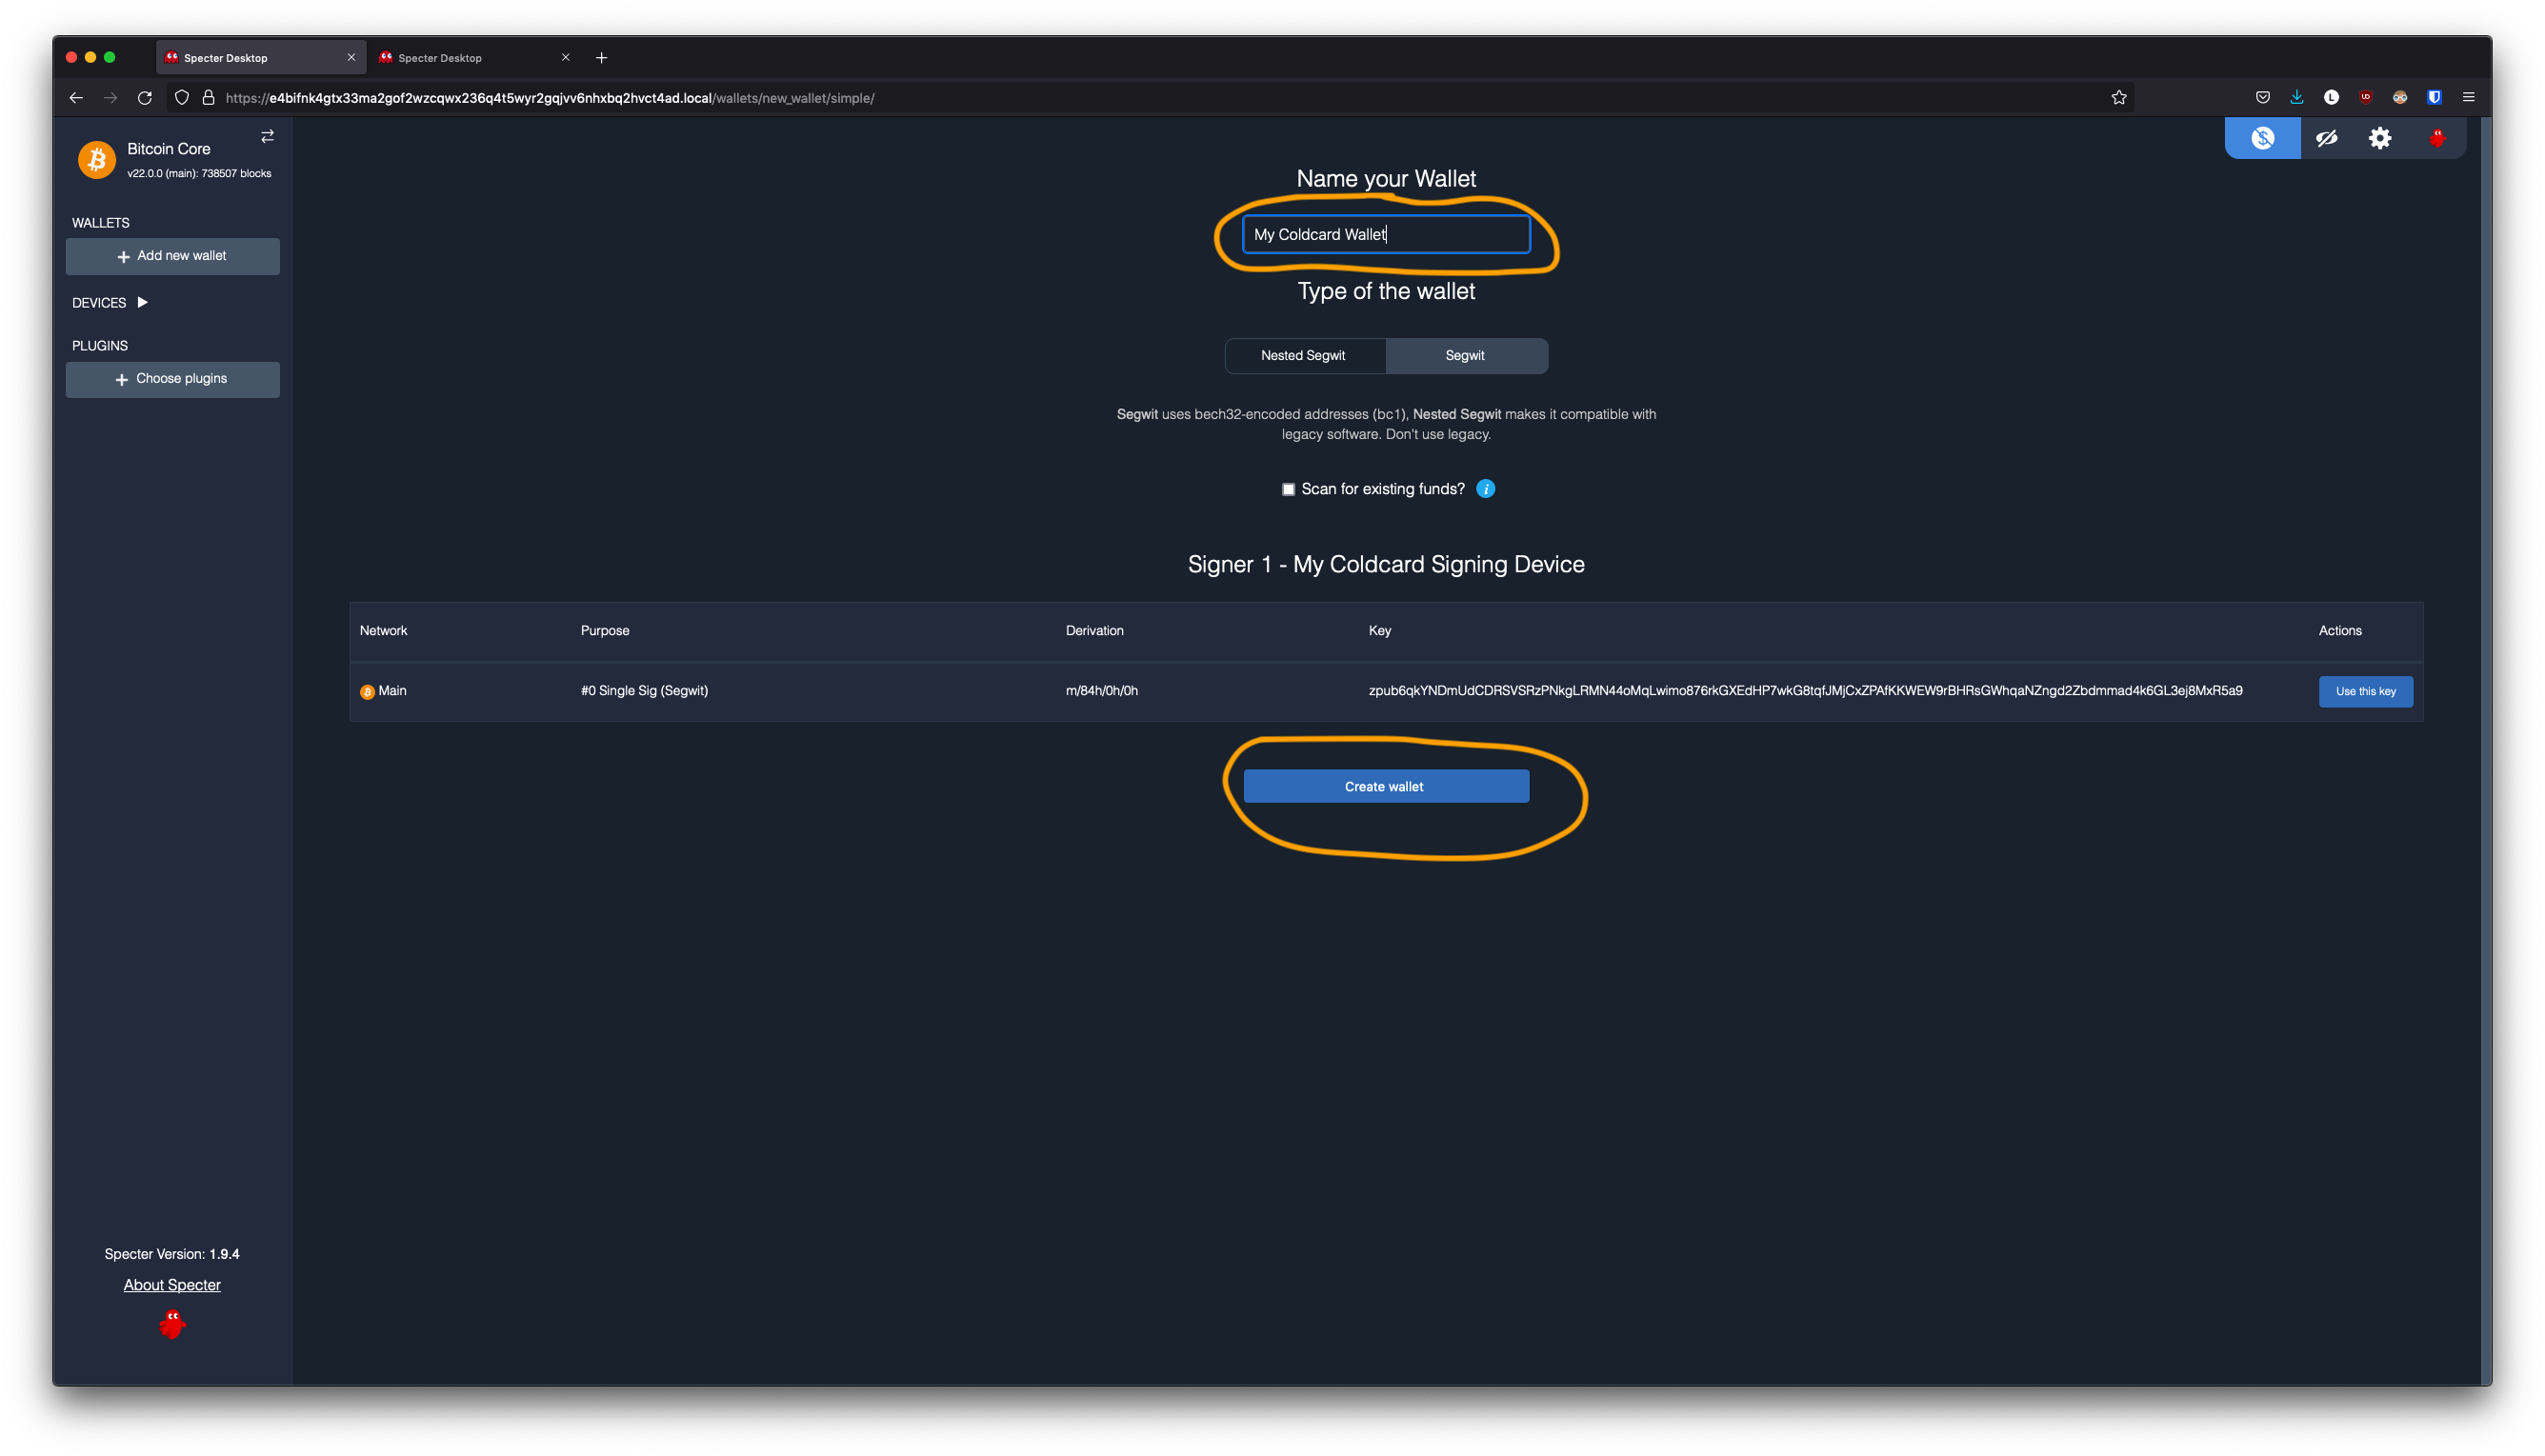 Specter Desktop
Specter Desktop
https://e4bifnk4gtx33ma2gof2wzcqwx236q4t5wyr2gqjvv6nhxbq2hvct4ad.local/wallets/new_wallet/simple/
Bitcoin Core
v22.0.0 (main): 738507 blocks
WALLETS
+ Add new wallet
DEVICES ▶
PLUGINS
+ Choose plugins
Name your Wallet
My Coldcard Wallet
Type of the wallet
Nested Segwit Segwit
Segwit uses bech32-encoded addresses (bc1), Nested Segwit makes it compatible with
legacy software. Don't use legacy.
Scan for existing funds? i
Signer 1 - My Coldcard Signing Device
Network Purpose Derivation Key Actions
Main #0 Single Sig (Segwit) m/84h/0h/0h zpub6qkYNDmUdCDRSVSRzPNkgLRMN44oMqLwimo876rkGXEdHP7wkG8tqfJMjCxZPAfKKWEW9rBHRsGWhqaNZngd2Zbdmmad4k6GL3ej8MxR5a9 Use this key
Create wallet
Specter Version: 1.9.4
About Specter